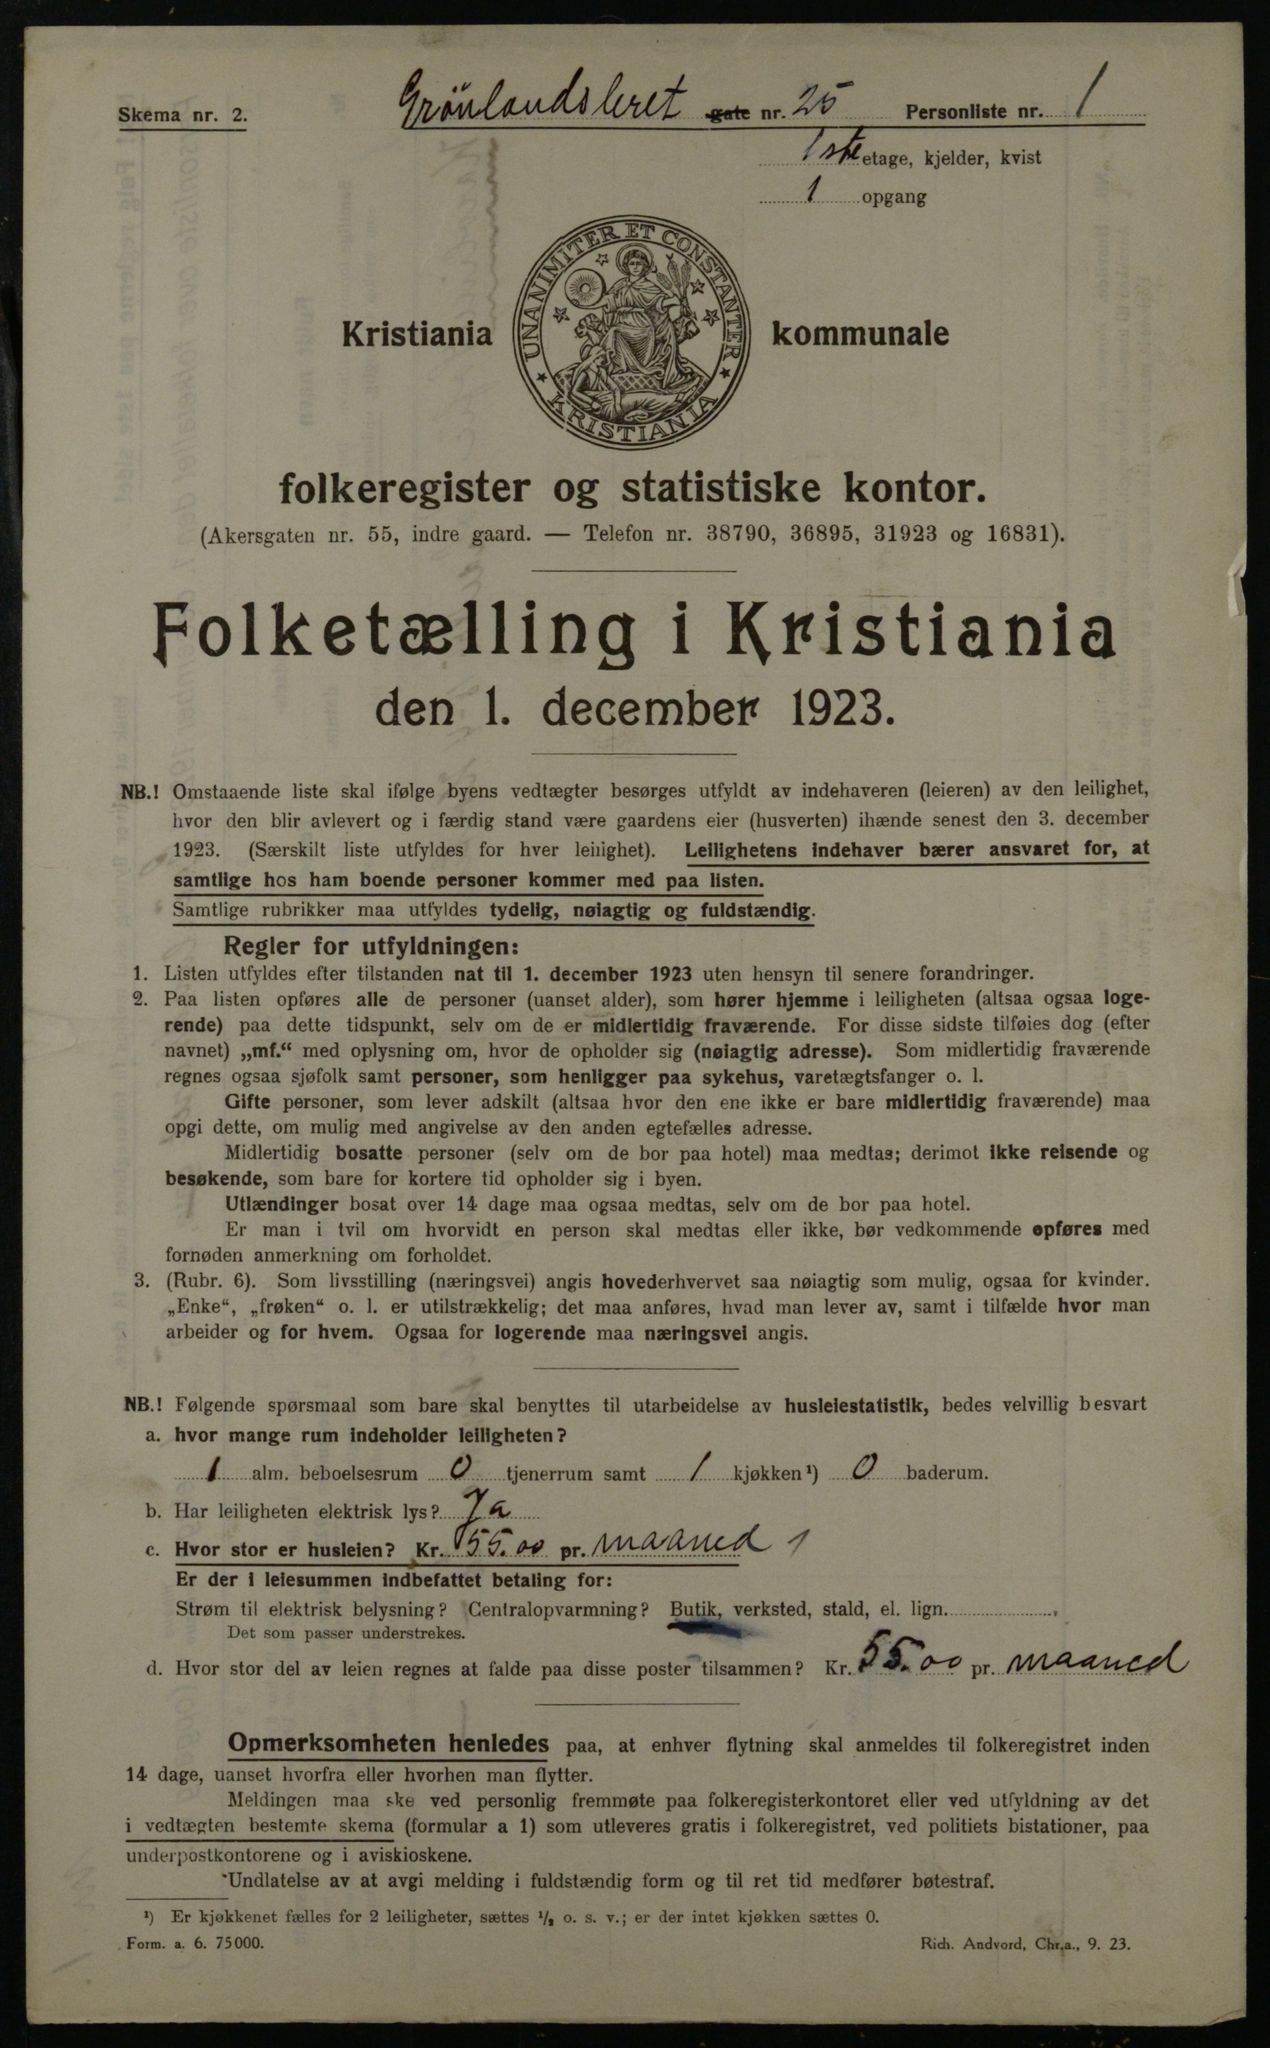 Skema nr. 2. Grönlandsleret gate nr. 25 Personliste nr. 1
1ste etage, kjelder, kvist
1 opgang
UNANIMITER ET CONSTANTER
KRISTIANIA
Kristiania kommunale
folkeregister og statistiske kontor.
(Akersgaten nr. 55, indre gaard. — Telefon nr. 38790, 36895, 31923 og 16831).
Folketælling i Kristiania
den 1. december 1923.
NB.! Omstaaende liste skal ifølge byens vedtægter besørges utfyldt av indehaveren (leieren) av den leilighet,
hvor den blir avlevert og i færdig stand være gaardens eier (husverten) ihænde senest den 3. december
1923. (Særskilt liste utfyldes for hver leilighet). Leilighetens indehaver bærer ansvaret for, at
samtlige hos ham boende personer kommer med paa listen.
Samtlige rubrikker maa utfyldes tydelig, nøiagtig og fuldstændig.
Regler for utfyldningen:
1. Listen utfyldes efter tilstanden nat til 1. december 1923 uten hensyn til senere forandringer.
2. Paa listen opføres alle de personer (uanset alder), som hører hjemme i leiligheten (altsaa ogsaa loge-
rende) paa dette tidspunkt, selv om de er midlertidig fraværende. For disse sidste tilføies dog (efter
navnet) „mf.“ med oplysning om, hvor de opholder sig (nøiagtig adresse). Som midlertidig fraværende
regnes ogsaa sjøfolk samt personer, som henligger paa sykehus, varetægtsfanger o. l.
Gifte personer, som lever adskilt (altsaa hvor den ene ikke er bare midlertidig fraværende) maa
opgi dette, om mulig med angivelse av den anden egtefælles adresse.
Midlertidig bosatte personer (selv om de bor paa hotel) maa medtas; derimot ikke reisende og
besøkende, som bare for kortere tid opholder sig i byen.
Utlændinger bosat over 14 dage maa ogsaa medtas, selv om de bor paa hotel.
Er man i tvil om hvorvidt en person skal medtas eller ikke, bør vedkommende opføres med
fornøden anmerkning om forholdet.
3. (Rubr. 6). Som livsstilling (næringsvei) angis hovederhvervet saa nøiagtig som mulig, ogsaa for kvinder.
„Enke“, „frøken“ o. l. er utilstrækkelig; det maa anføres, hvad man lever av, samt i tilfælde hvor man
arbeider og for hvem. Ogsaa for logerende maa næringsvei angis.
NB.! Følgende spørsmaal som bare skal benyttes til utarbeidelse av husleiestatistik, bedes velvillig besvart
a. hvor mange rum indeholder leiligheten?
1 alm. beboelsesrum 0 tjenerrum samt 1 kjøkken ¹) 0 baderum.
b. Har leiligheten elektrisk lys? Ja
c. Hvor stor er husleien? Kr. 55.00 pr. maaned 1
Er der i leiesummen indbefattet betaling for:
Strøm til elektrisk belysning? Centralopvarmning? Butik, verksted, stald, el. lign.
Det som passer understrekes.
d. Hvor stor del av leien regnes at falde paa disse poster tilsammen? Kr. 55.00 pr. maaned
Opmerksomheten henledes paa, at enhver flytning skal anmeldes til folkeregistret inden
14 dage, uanset hvorfra eller hvorhen man flytter.
Meldingen maa ske ved personlig fremmøte paa folkeregisterkontoret eller ved utfyldning av det
i vedtægten bestemte skema (formular a 1) som utleveres gratis i folkeregistret, ved politiets bistationer, paa
underpostkontorene og i aviskioskene.
Undlatelse av at avgi melding i fuldstændig form og til ret tid medfører bøtestraf.
¹) Er kjøkkenet fælles for 2 leiligheter, sættes ½ o. s. v.; er der intet kjøkken sættes 0.
Form. a. 6. 75000. Rich. Andvord, Chr.a., 9. 23.